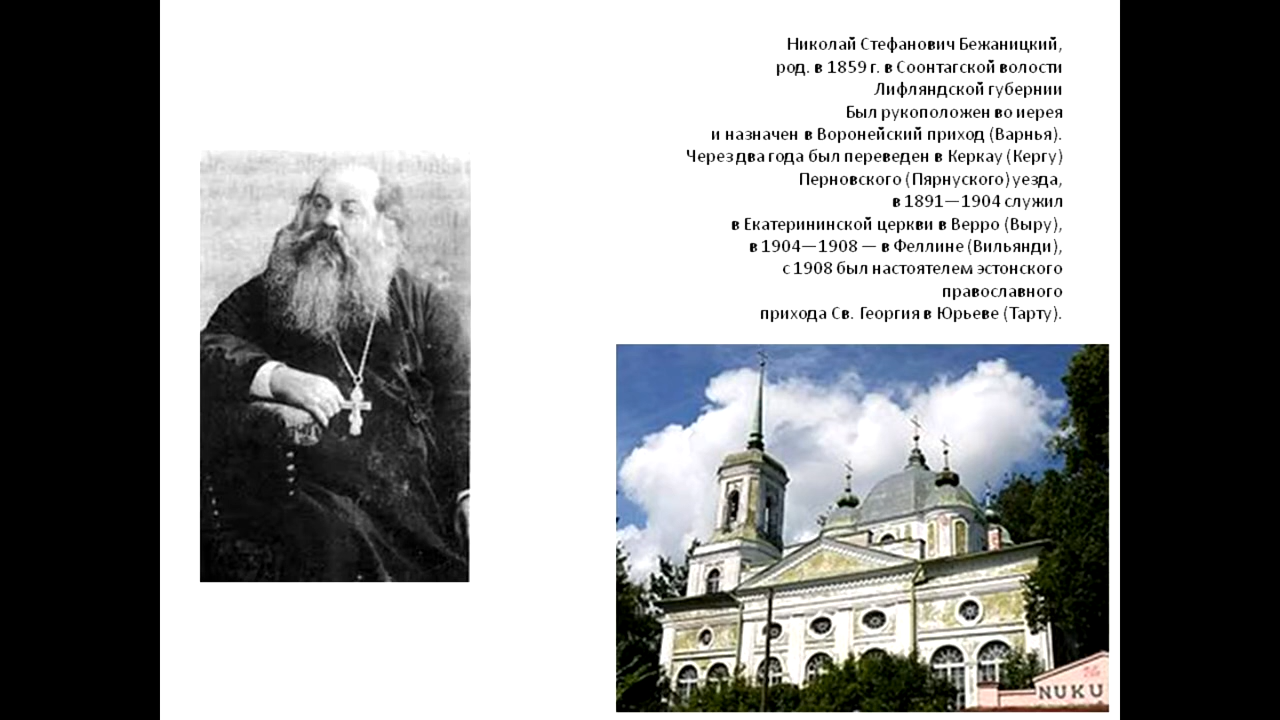 Николай Стефанович Бежаницкий,
род. в 1859 г. в Соонтагской волости
Лифляндской губернии
Был рукоположен во иерея
и назначен в Воронейский приход (Варнья).
Через два года был переведен в Керкау (Кергу)
Перновского (Пярнуского) уезда,
в 1891—1904 служил
в Екатерининской церкви в Верро (Выру),
в 1904—1908 — в Феллине (Вильянди),
с 1908 был настоятелем эстонского
православного
прихода Св. Георгия в Юрьеве (Тарту).
NUKU